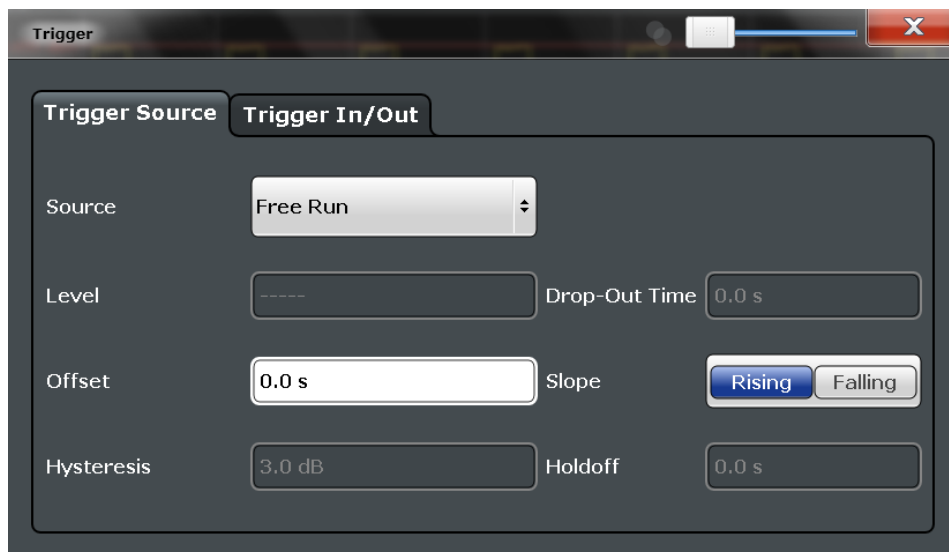 Trigger
X
Trigger Source Trigger In/Out
Source Free Run
Level ----- Drop-Out Time 0.0 s
Offset 0.0 s Slope Rising Falling
Hysteresis 3.0 dB Holdoff 0.0 s